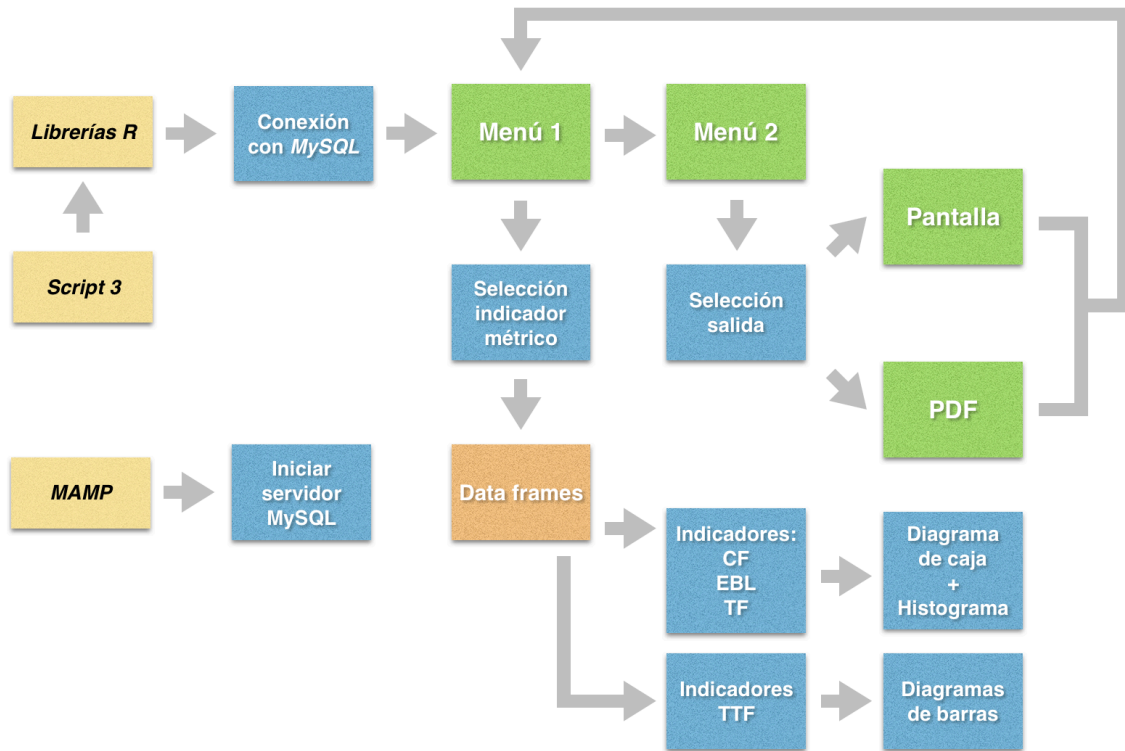 Librerías R
Conexión
con MySQL
Menú 1
Menú 2
Pantalla
Script 3
Selección
indicador
métrico
Selección
salida
PDF
MAMP
Iniciar
servidor
MySQL
Data frames
Indicadores:
CF
EBL
TF
Diagrama
de caja
+
Histograma
Indicadores
TTF
Diagramas
de barras